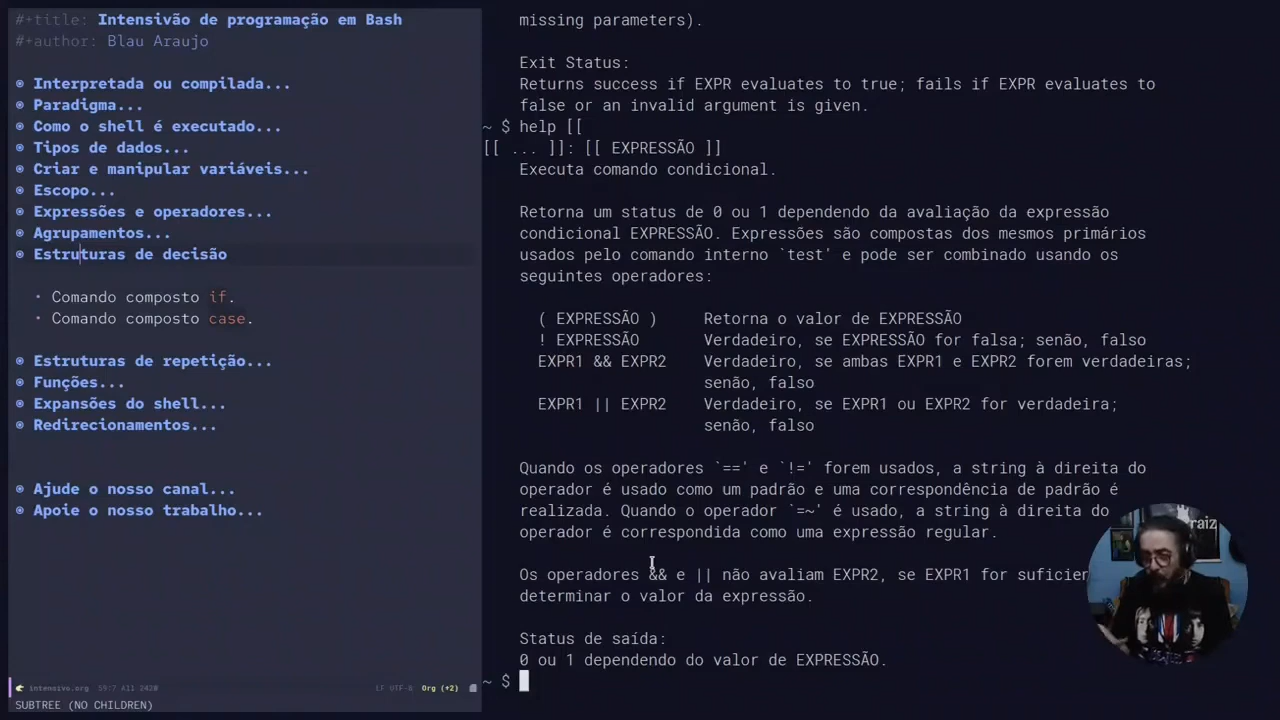 #+title: Intensivão de programação em Bash
#+author: Blau Araujo
Interpretada ou compilada...
Paradigma...
Como o shell é executado...
Tipos de dados...
Criar e manipular variáveis...
Escopo...
Expressões e operadores...
Agrupamentos...
Estruturas de decisão
• Comando composto if.
• Comando composto case.
Estruturas de repetição...
Funções...
Expansões do shell...
Redirecionamentos...
Ajude o nosso canal...
Apoie o nosso trabalho...
intensivo.org 59:7 All 2420
LF UTF-8 Org (+2)
SUBTREE (NO CHILDREN)
missing parameters).
Exit Status:
Returns success if EXPR evaluates to true; fails if EXPR evaluates to
false or an invalid argument is given.
~ $ help [[
[[ ... ]]: [[ EXPRESSÃO ]]
Executa comando condicional.
Retorna um status de 0 ou 1 dependendo da avaliação da expressão
condicional EXPRESSÃO. Expressões são compostas dos mesmos primários
usados pelo comando interno `test' e pode ser combinado usando os
seguintes operadores:
( EXPRESSÃO ) Retorna o valor de EXPRESSÃO
! EXPRESSÃO Verdadeiro, se EXPRESSÃO for falsa; senão, falso
EXPR1 && EXPR2 Verdadeiro, se ambas EXPR1 e EXPR2 forem verdadeiras;
senão, falso
EXPR1 || EXPR2 Verdadeiro, se EXPR1 ou EXPR2 for verdadeira;
senão, falso
Quando os operadores `==' e `!=' forem usados, a string à direita do
operador é usado como um padrão e uma correspondência de padrão é
realizada. Quando o operador `=~' é usado, a string à direita do
operador é correspondida como uma expressão regular.
Os operadores && e || não avaliam EXPR2, se EXPR1 for suficien
determinar o valor da expressão.
Status de saída:
0 ou 1 dependendo do valor de EXPRESSÃO.
~ $
raiz